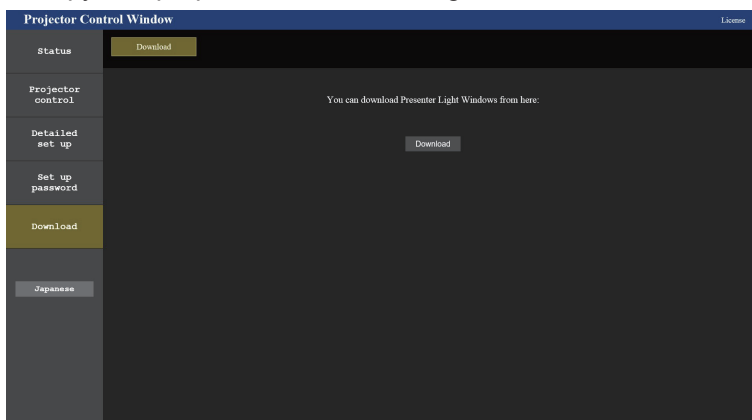 Projector Control Window
License
Status
Download
Projector
control
You can download Presenter Light Windows from here:
Detailed
set up
Download
Set up
password
Download
Japanese